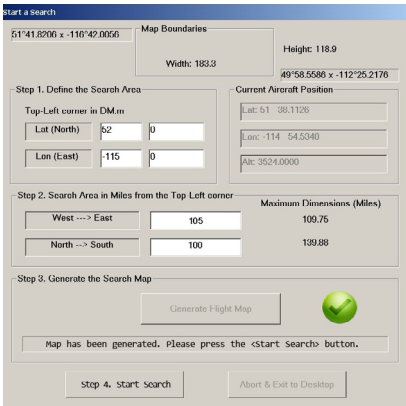 Start a Search
51°41.8206 x -116°42.0056
Map Boundaries
Width: 183.3
Height: 118.9
49°58.5586 x -112°25.2176
Step 1. Define the Search Area
Top-Left corner in DM.m
Lat (North) 52 0
Lon (East) -115 0
Current Aircraft Position
Lat: 51 38.1126
Lon: -114 54.5340
Alt: 3524.0000
Step 2. Search Area in Miles from the Top Left corner
Maximum Dimensions (Miles)
West ---> East 105 109.75
North --> South 100 139.88
Step 3. Generate the Search Map
Generate Flight Map
Map has been generated. Please press the <Start Search> button.
Step 4. Start Search
Abort & Exit to Desktop